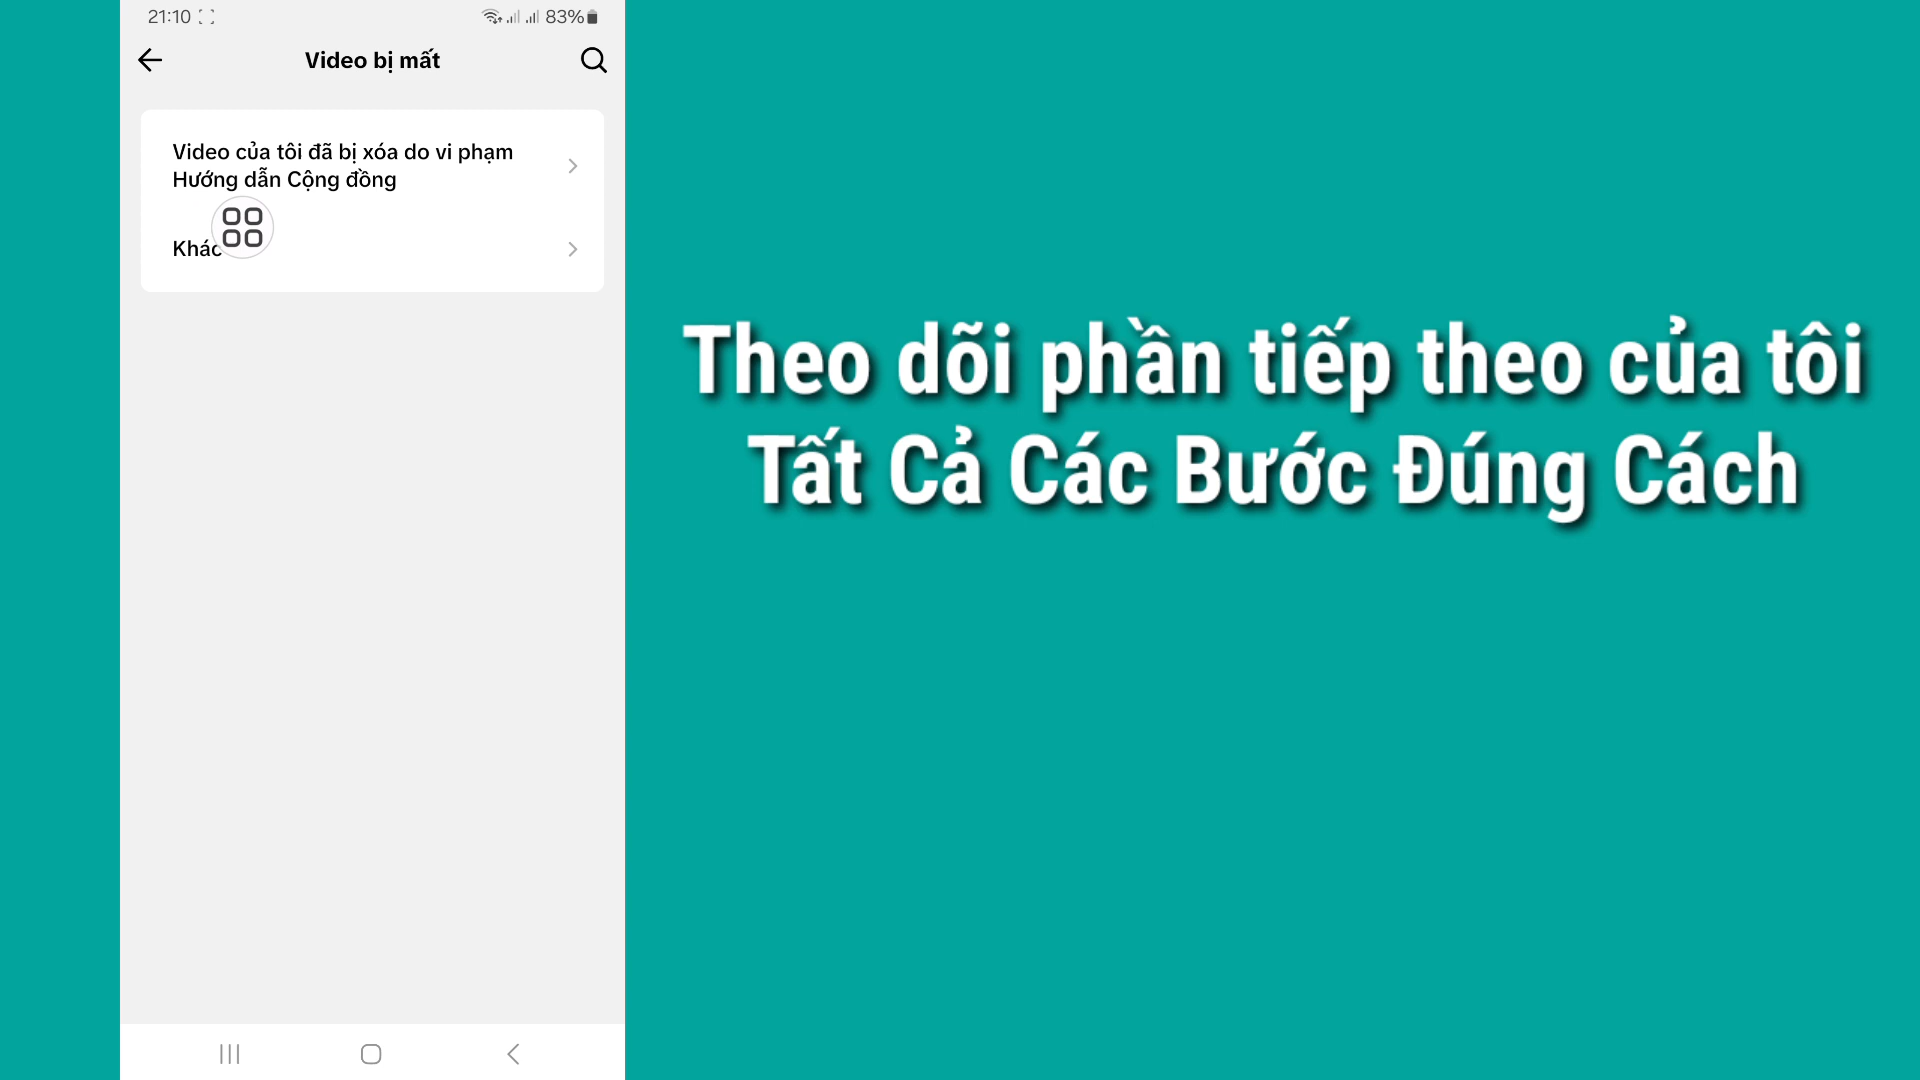 21:10
83%
Video bị mất
Video của tôi đã bị xóa do vi phạm
Hướng dẫn Cộng đồng
Khác
Theo dõi phần tiếp theo của tôi
Tất Cả Các Bước Đúng Cách